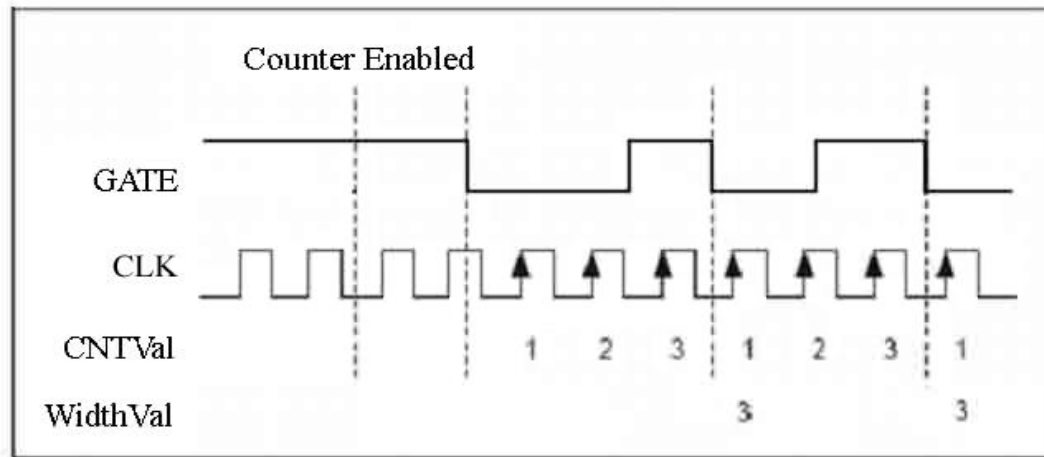 Counter Enabled
GATE
CLK
CNTVal 1 2 3 1 2 3 1
WidthVal 3 3